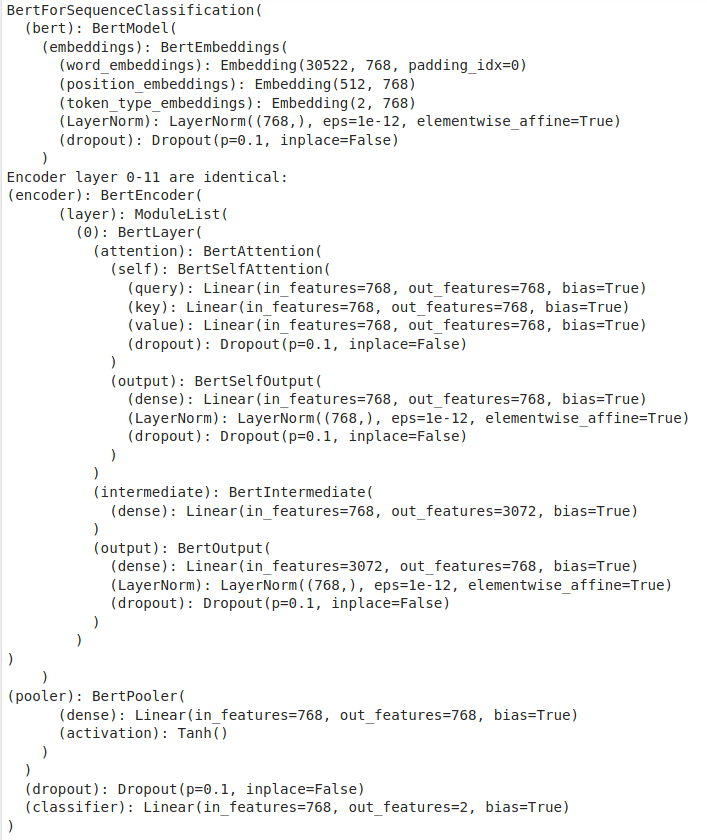 BertForSequenceClassification(
  (bert): BertModel(
    (embeddings): BertEmbeddings(
      (word_embeddings): Embedding(30522, 768, padding_idx=0)
      (position_embeddings): Embedding(512, 768)
      (token_type_embeddings): Embedding(2, 768)
      (LayerNorm): LayerNorm((768,), eps=1e-12, elementwise_affine=True)
      (dropout): Dropout(p=0.1, inplace=False)
    )
Encoder layer 0-11 are identical:
(encoder): BertEncoder(
      (layer): ModuleList(
        (0): BertLayer(
          (attention): BertAttention(
            (self): BertSelfAttention(
              (query): Linear(in_features=768, out_features=768, bias=True)
              (key): Linear(in_features=768, out_features=768, bias=True)
              (value): Linear(in_features=768, out_features=768, bias=True)
              (dropout): Dropout(p=0.1, inplace=False)
            )
            (output): BertSelfOutput(
              (dense): Linear(in_features=768, out_features=768, bias=True)
              (LayerNorm): LayerNorm((768,), eps=1e-12, elementwise_affine=True)
              (dropout): Dropout(p=0.1, inplace=False)
            )
          )
          (intermediate): BertIntermediate(
            (dense): Linear(in_features=768, out_features=3072, bias=True)
          )
          (output): BertOutput(
            (dense): Linear(in_features=3072, out_features=768, bias=True)
            (LayerNorm): LayerNorm((768,), eps=1e-12, elementwise_affine=True)
            (dropout): Dropout(p=0.1, inplace=False)
          )
        )
)
    )
(pooler): BertPooler(
      (dense): Linear(in_features=768, out_features=768, bias=True)
      (activation): Tanh()
    )
  )
  (dropout): Dropout(p=0.1, inplace=False)
  (classifier): Linear(in_features=768, out_features=2, bias=True)
)